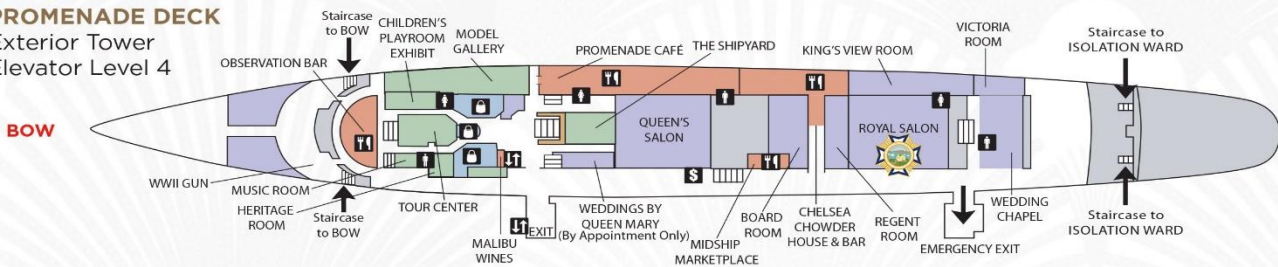 PROMENADE DECK
Exterior Tower
Elevator Level 4
BOW
Staircase
to BOW
OBSERVATION BAR
CHILDREN'S
PLAYROOM
EXHIBIT
MODEL
GALLERY
PROMENADE CAFÉ
THE SHIPYARD
KING'S VIEW ROOM
VICTORIA
ROOM
Staircase to
ISOLATION WARD
QUEEN'S
SALON
ROYAL SALON
$
WWII GUN
MUSIC ROOM
HERITAGE
ROOM
Staircase
to BOW
TOUR CENTER
MALIBU
WINES
EXIT
WEDDINGS BY
QUEEN MARY
(By Appointment Only)
MIDSHIP
MARKETPLACE
BOARD
ROOM
CHELSEA
CHOWDER
HOUSE & BAR
REGENT
ROOM
EMERGENCY EXIT
WEDDING
CHAPEL
Staircase to
ISOLATION WARD